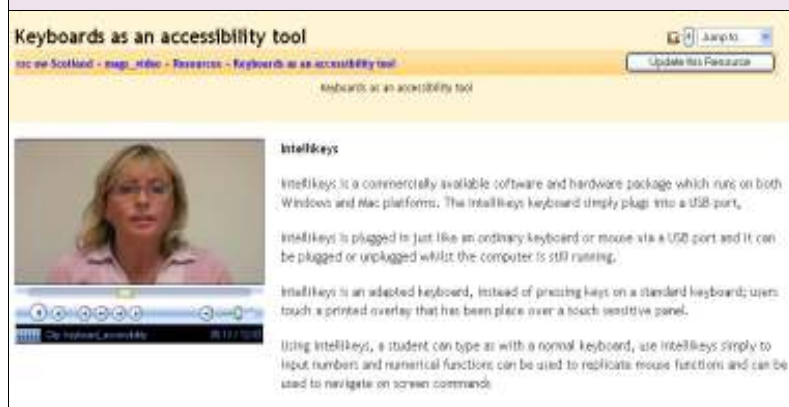 Keyboards as an accessibility tool
Jump to
rsc sw Scotland - mags_video - Resources - Keyboards as an accessibility tool
Update this Resource
Keyboards as an accessibility tool
Intellikeys
Intellikeys is a commercially available software and hardware package which runs on both
Windows and Mac platforms. The Intellikeys keyboard simply plugs into a USB port,
Intellikeys is plugged in just like an ordinary keyboard or mouse via a USB port and it can
be plugged or unplugged whilst the computer is still running.
Intellikeys is an adapted keyboard, instead of pressing keys on a standard keyboard; users
touch a printed overlay that has been place over a touch sensitive panel.
Using Intellikeys, a student can type as with a normal keyboard, use Intellikeys simply to
input numbers and numerical functions can be used to replicate mouse functions and can be
used to navigate on screen commands
Clip: keyboard_accessibility